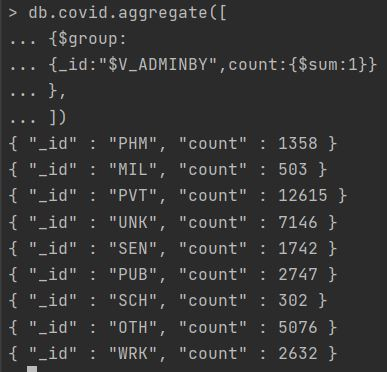 > db.covid.aggregate([
... {$group:
... {_id:"$V_ADMINBY",count:{$sum:1}}
... },
... ])
{ "_id" : "PHM", "count" : 1358 }
{ "_id" : "MIL", "count" : 503 }
{ "_id" : "PVT", "count" : 12615 }
{ "_id" : "UNK", "count" : 7146 }
{ "_id" : "SEN", "count" : 1742 }
{ "_id" : "PUB", "count" : 2747 }
{ "_id" : "SCH", "count" : 302 }
{ "_id" : "OTH", "count" : 5076 }
{ "_id" : "WRK", "count" : 2632 }